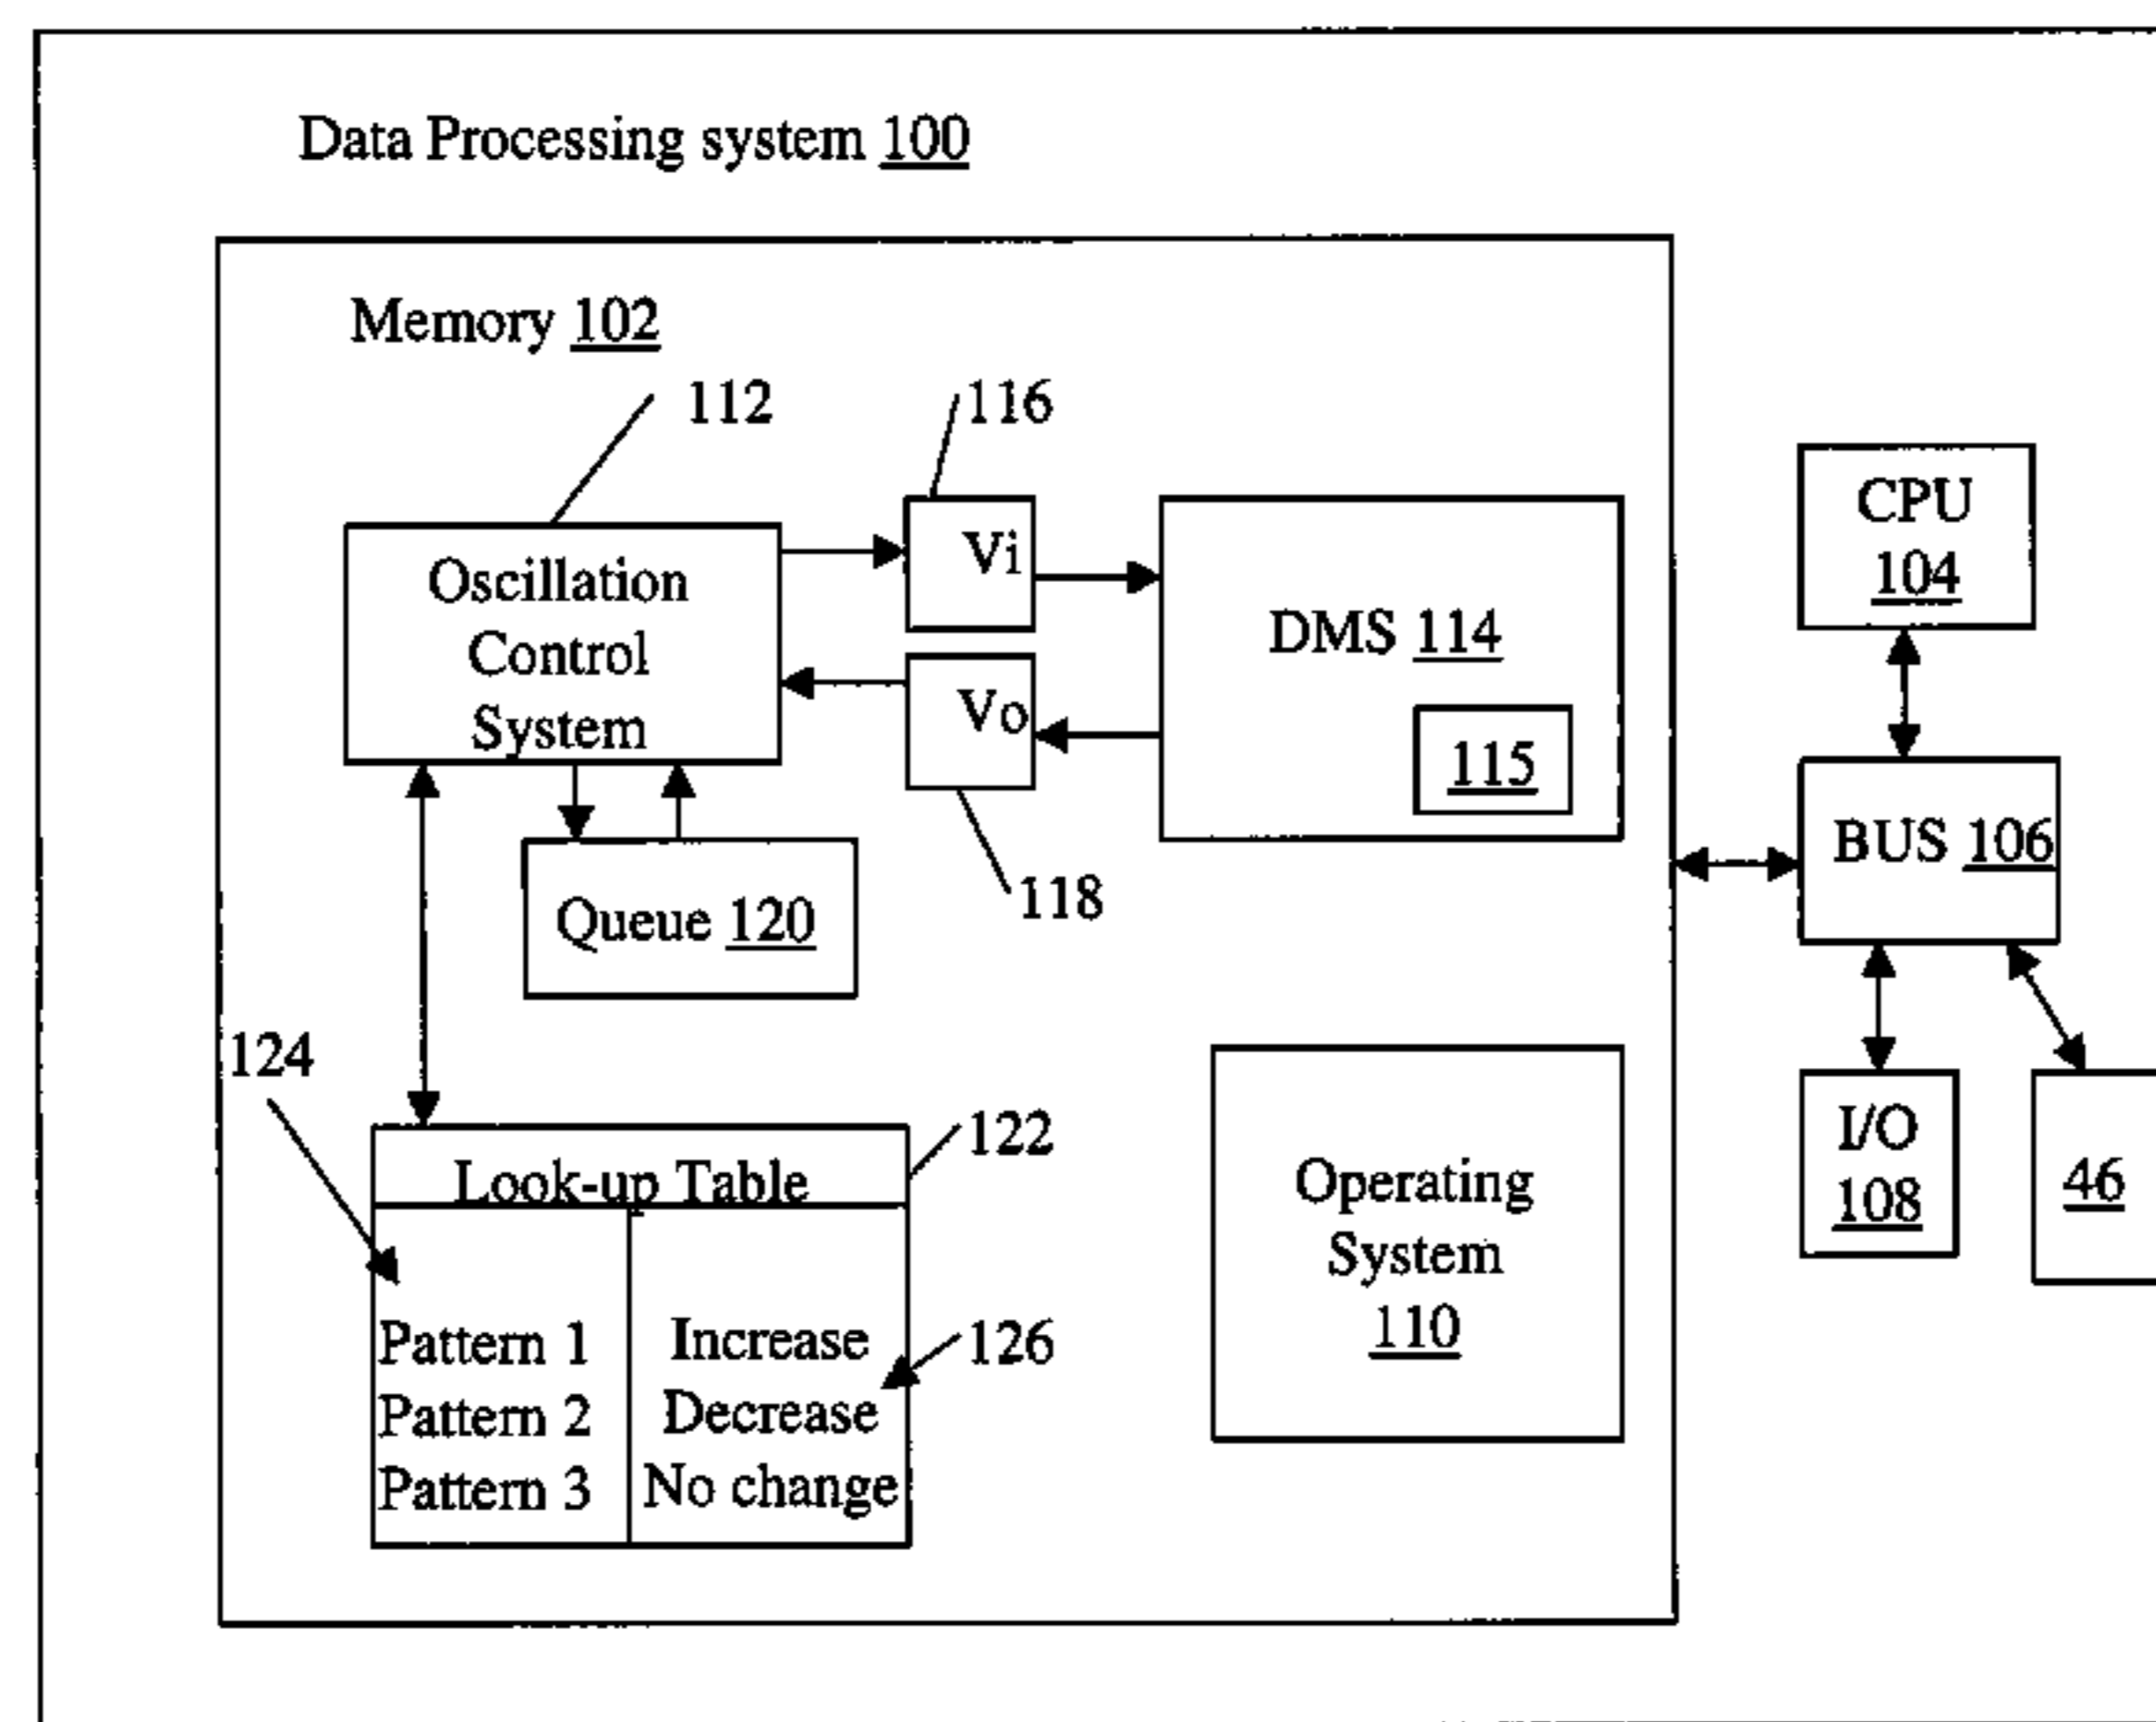 Data Processing system 100
Memory 102
112
116
Oscillation
Control
System
Vi
Vo
DMS 114
115
118
Queue 120
CPU
104
BUS 106
I/O
108
46
124
122
Look-up Table
Pattern 1 Increase
Pattern 2 Decrease
Pattern 3 No change
126
Operating
System
110